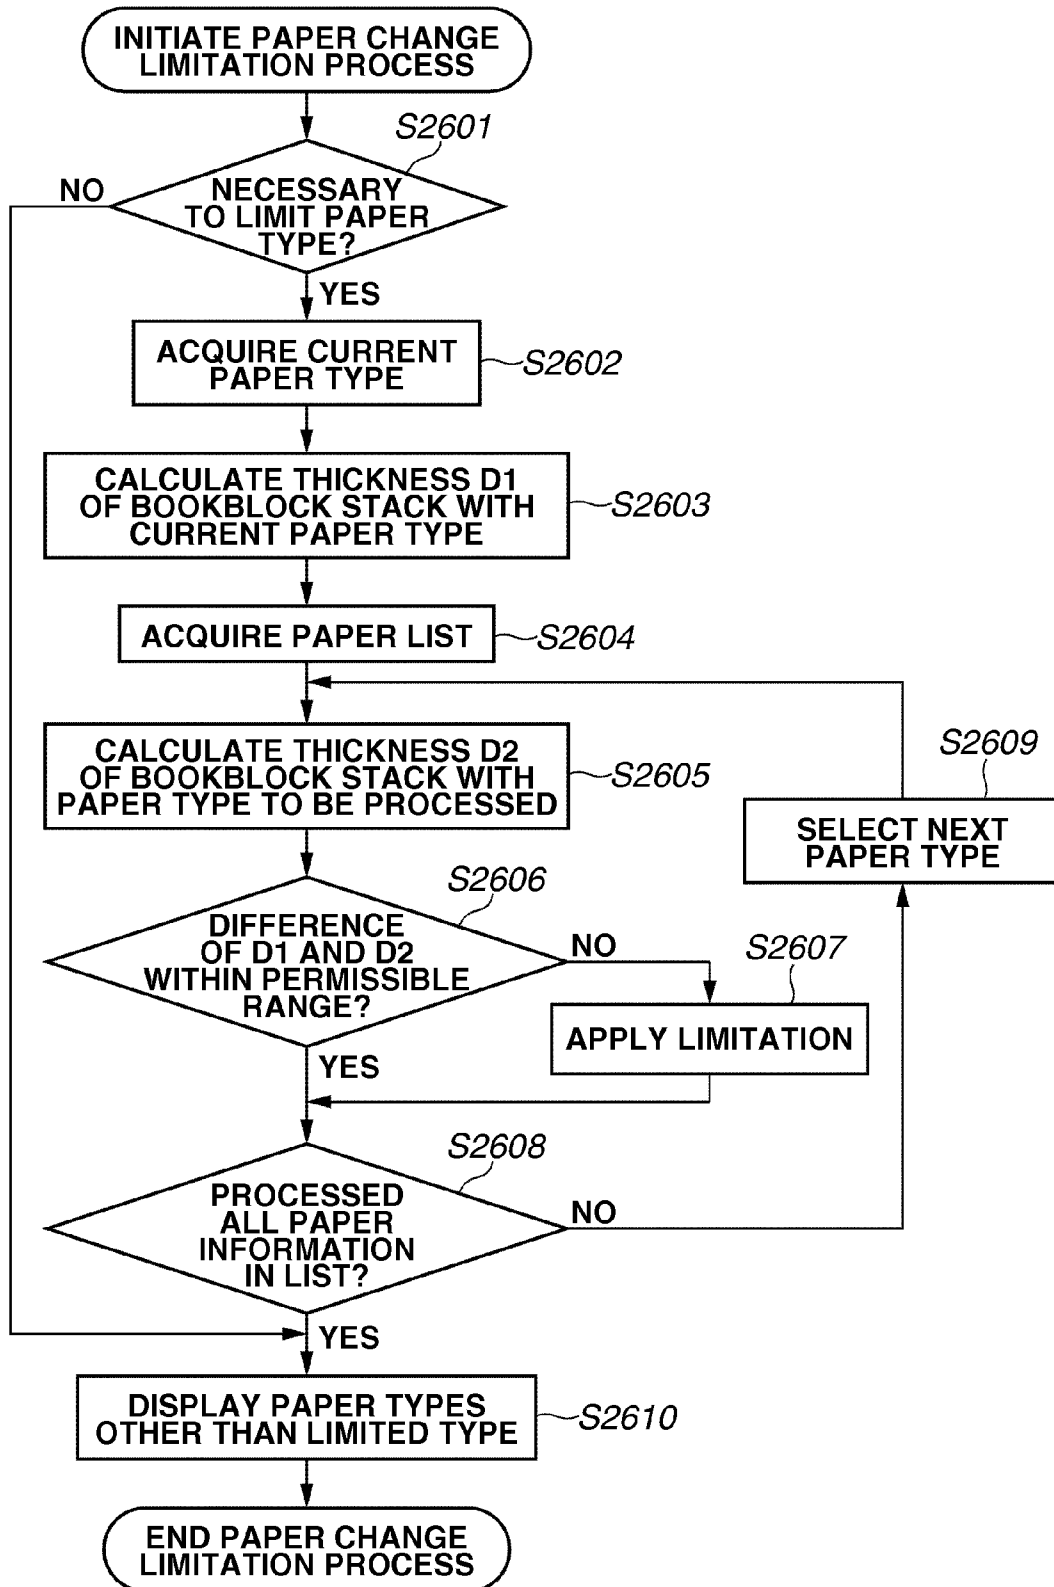 INITIATE PAPER CHANGE
LIMITATION PROCESS
S2601
NO
NECESSARY
TO LIMIT PAPER
TYPE?
YES
ACQUIRE CURRENT
PAPER TYPE
S2602
CALCULATE THICKNESS D1
OF BOOKBLOCK STACK WITH
CURRENT PAPER TYPE
S2603
ACQUIRE PAPER LIST
S2604
CALCULATE THICKNESS D2
OF BOOKBLOCK STACK WITH
PAPER TYPE TO BE PROCESSED
S2605
S2609
SELECT NEXT
PAPER TYPE
S2606
DIFFERENCE
OF D1 AND D2
WITHIN PERMISSIBLE
RANGE?
NO
S2607
APPLY LIMITATION
YES
S2608
PROCESSED
ALL PAPER
INFORMATION
IN LIST?
NO
YES
DISPLAY PAPER TYPES
OTHER THAN LIMITED TYPE
S2610
END PAPER CHANGE
LIMITATION PROCESS